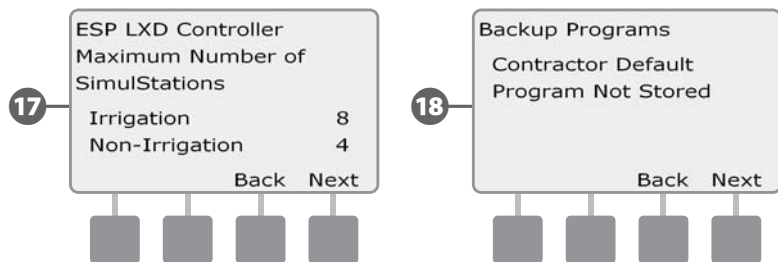 17
ESP LXD Controller
Maximum Number of
SimulStations
Irrigation 8
Non-Irrigation 4
Back Next
18
Backup Programs
Contractor Default
Program Not Stored
Back Next